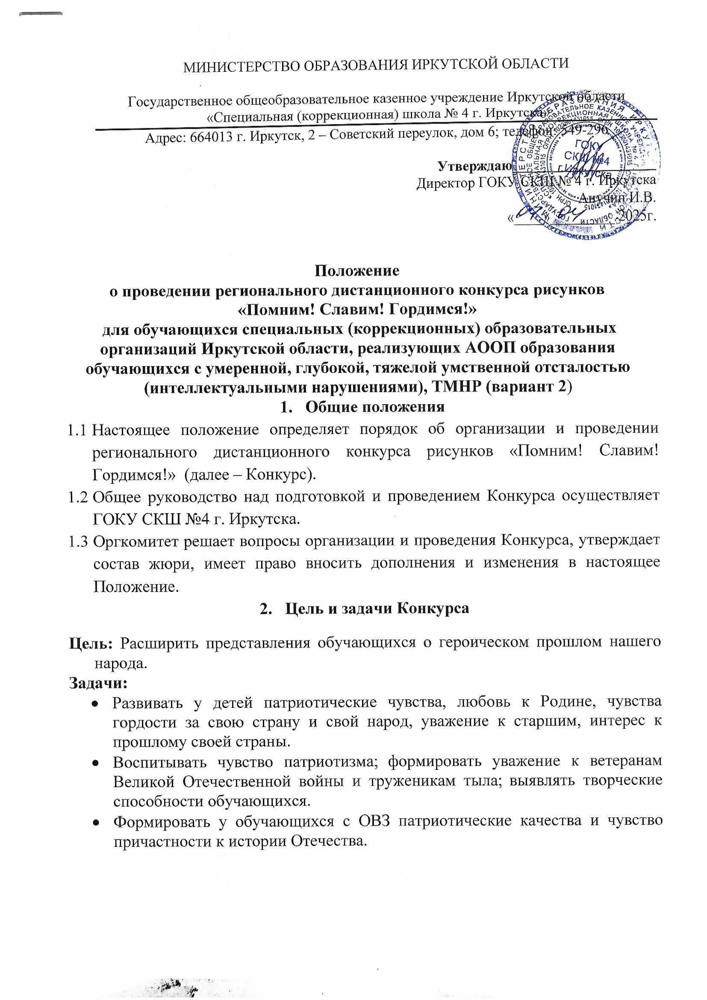 МИНИСТЕРСТВО ОБРАЗОВАНИЯ ИРКУТСКОЙ ОБЛАСТИ
Государственное общеобразовательное казенное учреждение Иркутской области
«Специальная (коррекционная) школа № 4 г. Иркутска»
Адрес: 664013 г. Иркутск, 2 – Советский переулок, дом 6; телефон: 549-296
ГОКУ
СКШ №4
г.Иркутска
Утверждаю
Директор ГОКУ СКШ № 4 г. Иркутска
Анучин И.В.
« » 04 2025г.
Положение
о проведении регионального дистанционного конкурса рисунков
«Помним! Славим! Гордимся!»
для обучающихся специальных (коррекционных) образовательных
организаций Иркутской области, реализующих АООП образования
обучающихся с умеренной, глубокой, тяжелой умственной отсталостью
(интеллектуальными нарушениями), ТМНР (вариант 2)
1. Общие положения
1.1 Настоящее положение определяет порядок об организации и проведении
регионального дистанционного конкурса рисунков «Помним! Славим!
Гордимся!» (далее – Конкурс).
1.2 Общее руководство над подготовкой и проведением Конкурса осуществляет
ГОКУ СКШ №4 г. Иркутска.
1.3 Оргкомитет решает вопросы организации и проведения Конкурса, утверждает
состав жюри, имеет право вносить дополнения и изменения в настоящее
Положение.
2. Цель и задачи Конкурса
Цель: Расширить представления обучающихся о героическом прошлом нашего
народа.
Задачи:
• Развивать у детей патриотические чувства, любовь к Родине, чувства
гордости за свою страну и свой народ, уважение к старшим, интерес к
прошлому своей страны.
• Воспитывать чувство патриотизма; формировать уважение к ветеранам
Великой Отечественной войны и труженикам тыла; выявлять творческие
способности обучающихся.
• Формировать у обучающихся с ОВЗ патриотические качества и чувство
причастности к истории Отечества.